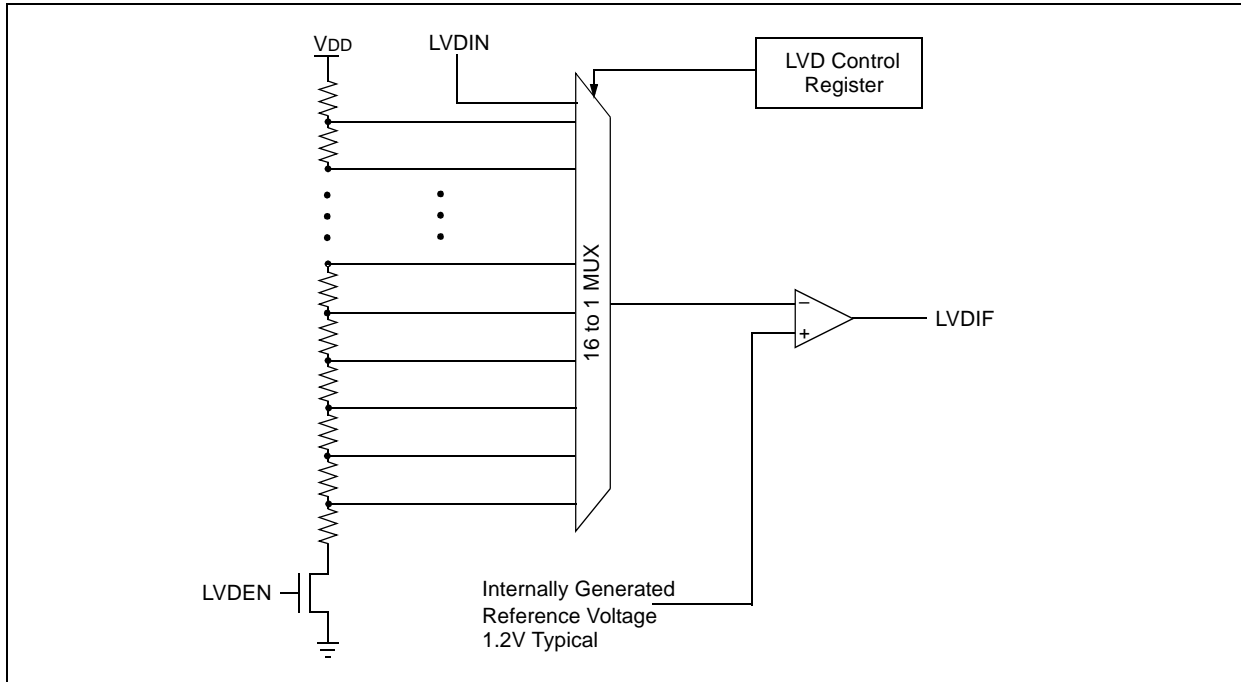 VDD
LVDIN
LVD Control
Register
16 to 1 MUX
–
+
LVDIF
LVDEN
Internally Generated
Reference Voltage
1.2V Typical